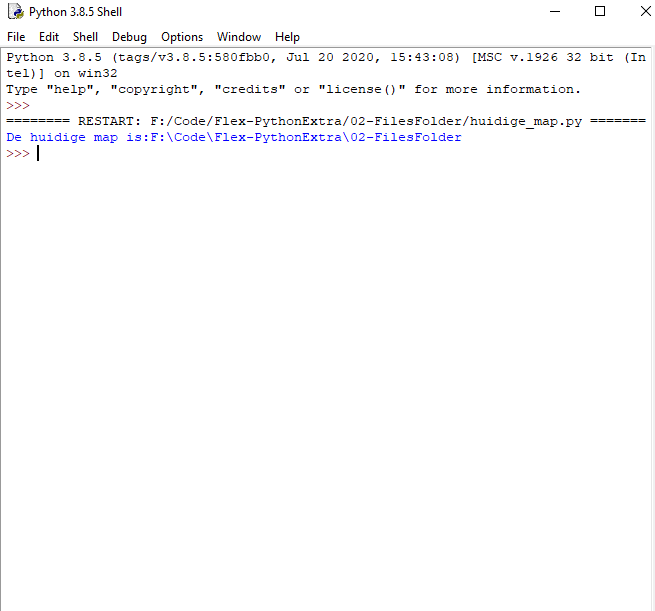 Python 3.8.5 Shell
File Edit Shell Debug Options Window Help
Python 3.8.5 (tags/v3.8.5:580fbb0, Jul 20 2020, 15:43:08) [MSC v.1926 32 bit (In
tel)] on win32
Type "help", "copyright", "credits" or "license()" for more information.
>>>
======== RESTART: F:/Code/Flex-PythonExtra/02-FilesFolder/huidige_map.py =======
De huidige map is:F:\Code\Flex-PythonExtra\02-FilesFolder
>>>